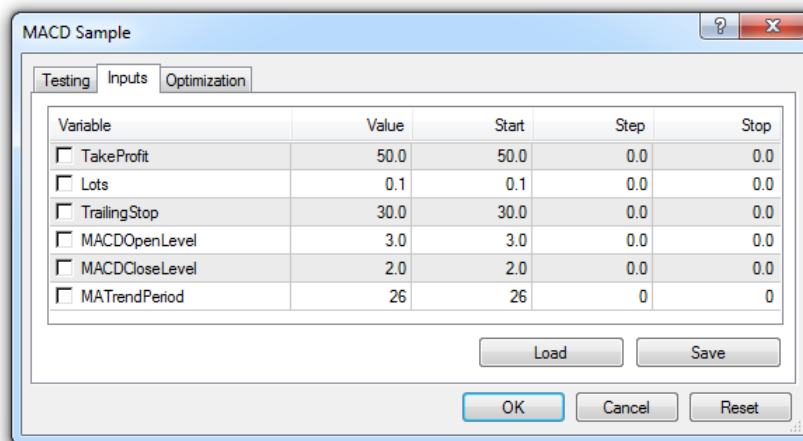 MACD Sample
?
Testing Inputs Optimization
Variable Value Start Step Stop
TakeProfit 50.0 50.0 0.0 0.0
Lots 0.1 0.1 0.0 0.0
TrailingStop 30.0 30.0 0.0 0.0
MACDOpenLevel 3.0 3.0 0.0 0.0
MACDCloseLevel 2.0 2.0 0.0 0.0
MATrendPeriod 26 26 0 0
Load Save
OK Cancel Reset